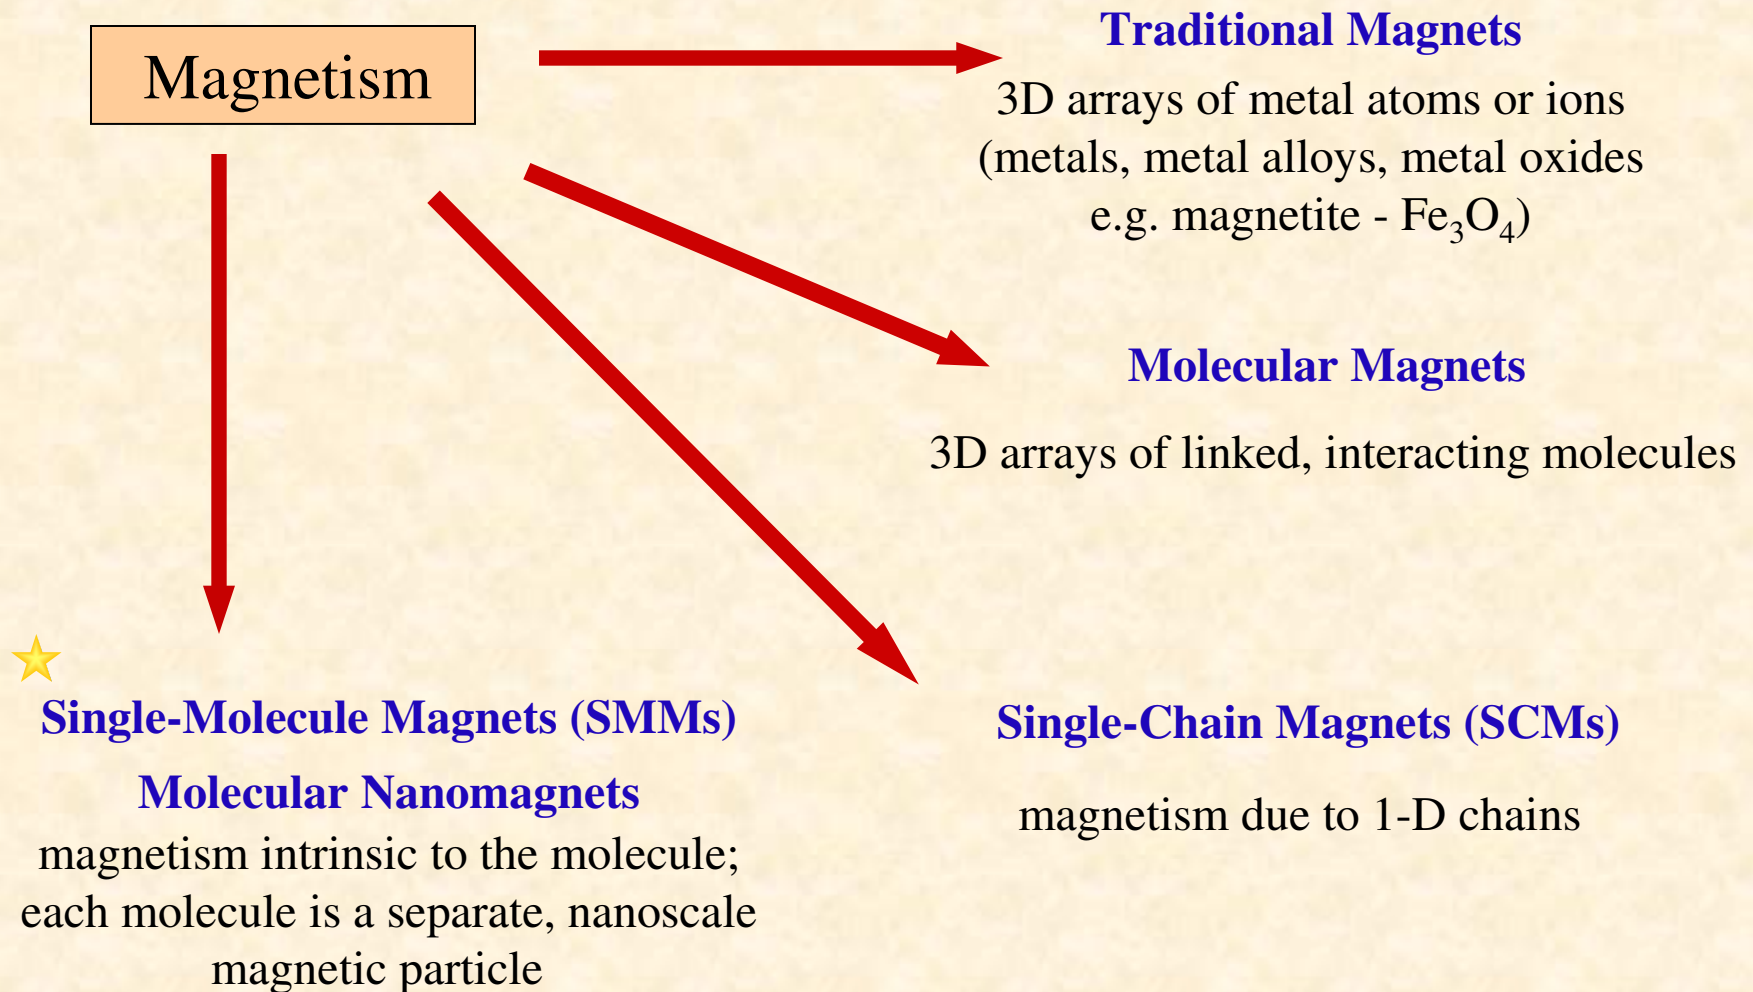 Magnetism
Traditional Magnets
3D arrays of metal atoms or ions
(metals, metal alloys, metal oxides
e.g. magnetite - Fe₃O₄)
Molecular Magnets
3D arrays of linked, interacting molecules
Single-Molecule Magnets (SMMs)
Molecular Nanomagnets
magnetism intrinsic to the molecule;
each molecule is a separate, nanoscale
magnetic particle
Single-Chain Magnets (SCMs)
magnetism due to 1-D chains